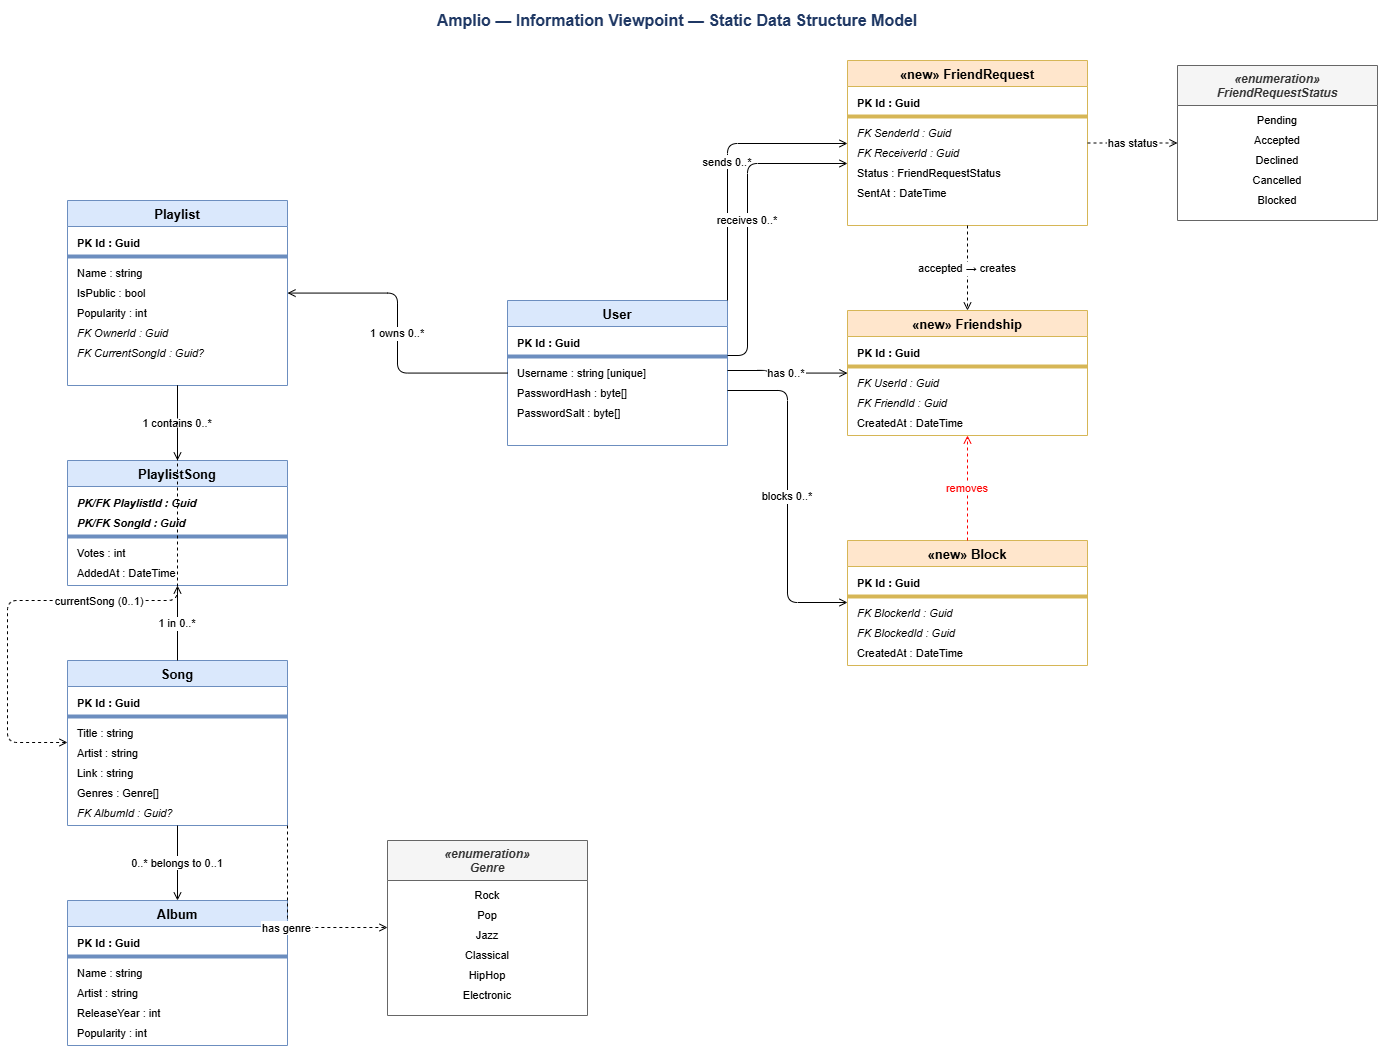 Amplio — Information Viewpoint — Static Data Structure Model
«new» FriendRequest
PK Id : Guid
FK SenderId : Guid
FK ReceiverId : Guid
Status : FriendRequestStatus
SentAt : DateTime
has status
«enumeration»
FriendRequestStatus
Pending
Accepted
Declined
Cancelled
Blocked
sends 0..*
receives 0..*
accepted → creates
Playlist
PK Id : Guid
Name : string
IsPublic : bool
Popularity : int
FK OwnerId : Guid
FK CurrentSongId : Guid?
1 owns 0..*
User
PK Id : Guid
Username : string [unique]
PasswordHash : byte[]
PasswordSalt : byte[]
has 0..*
«new» Friendship
PK Id : Guid
FK UserId : Guid
FK FriendId : Guid
CreatedAt : DateTime
removes
blocks 0..*
«new» Block
PK Id : Guid
FK BlockerId : Guid
FK BlockedId : Guid
CreatedAt : DateTime
1 contains 0..*
PlaylistSong
PK/FK PlaylistId : Guid
PK/FK SongId : Guid
Votes : int
AddedAt : DateTime
currentSong (0..1)
1 in 0..*
Song
PK Id : Guid
Title : string
Artist : string
Link : string
Genres : Genre[]
FK AlbumId : Guid?
0..* belongs to 0..1
Album
PK Id : Guid
Name : string
Artist : string
ReleaseYear : int
Popularity : int
has genre
«enumeration»
Genre
Rock
Pop
Jazz
Classical
HipHop
Electronic